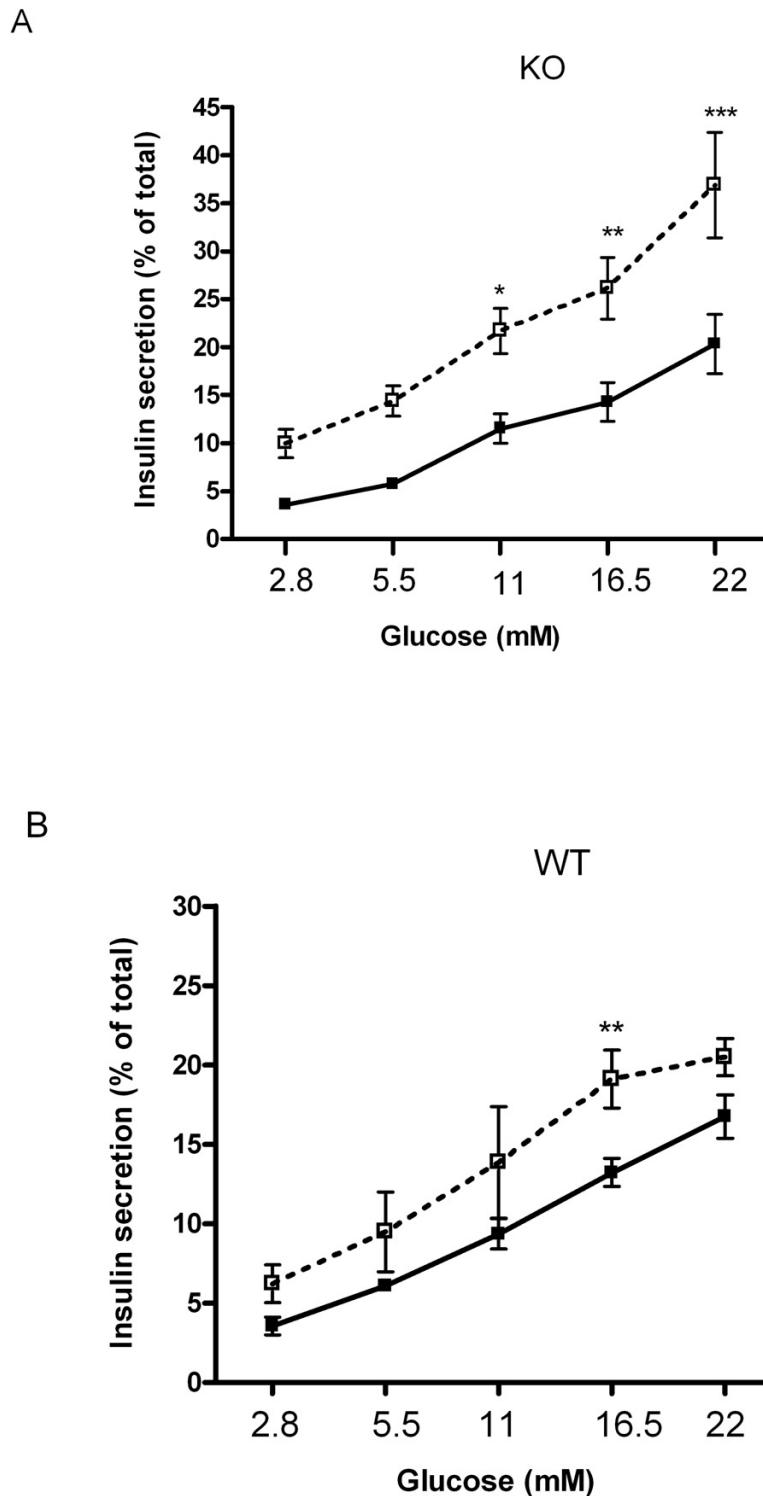 A
KO
Insulin secretion (% of total)
45
40
35
30
25
20
15
10
5
0
*
**
***
2.8 5.5 11 16.5 22
Glucose (mM)
B
WT
Insulin secretion (% of total)
30
25
20
15
10
5
0
**
2.8 5.5 11 16.5 22
Glucose (mM)